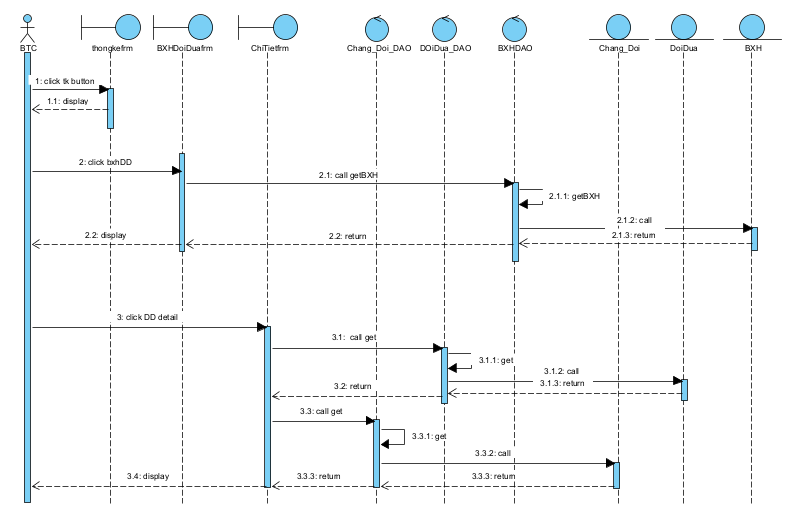 BTC
thongkefrm
BXHDoiDuafrm
ChiTietfrm
Chang_Doi_DAO
DOiDua_DAO
BXHDAO
Chang_Doi
DoiDua
BXH
1: click tk button
1.1: display
2: click bxhDD
2.1: call getBXH
2.1.1: getBXH
2.1.2: call
2.2: display
2.2: return
2.1.3: return
3: click DD detail
3.1: call get
3.1.1: get
3.1.2: call
3.1.3: return
3.2: return
3.3: call get
3.3.1: get
3.3.2: call
3.4: display
3.3.3: return
3.3.3: return